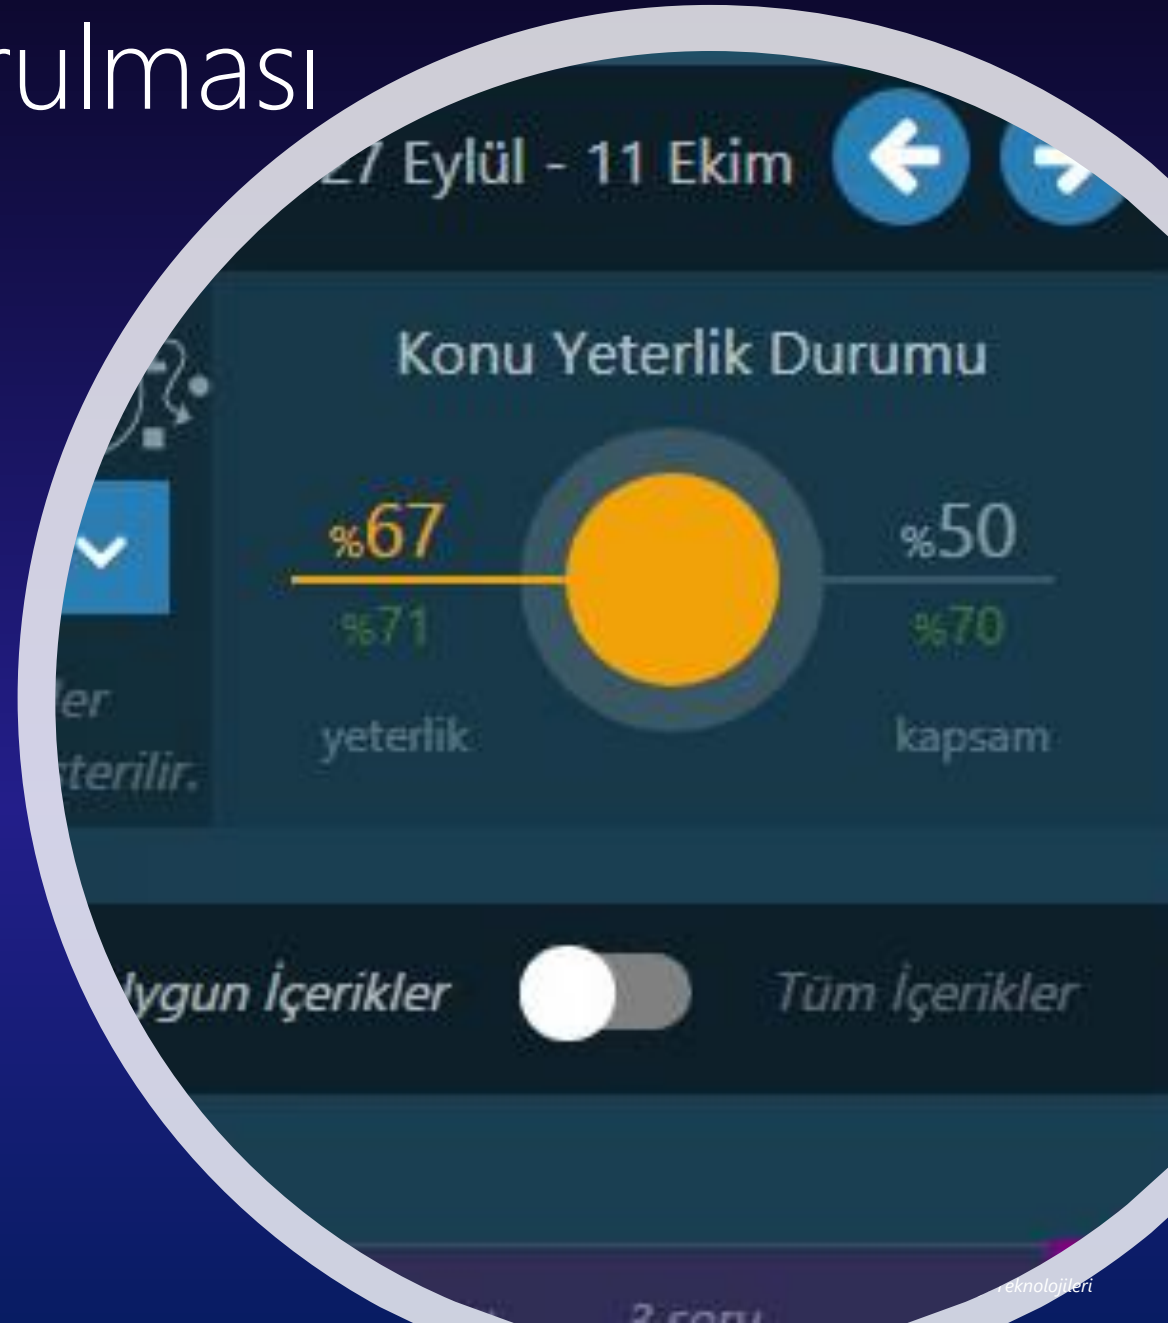 rulması
27 Eylül - 11 Ekim
Konu Yeterlik Durumu
%67 %50
%71 %70
yeterlik kapsam
ler
terilir.
ygun İçerikler Tüm İçerikler
soru
eknolojileri